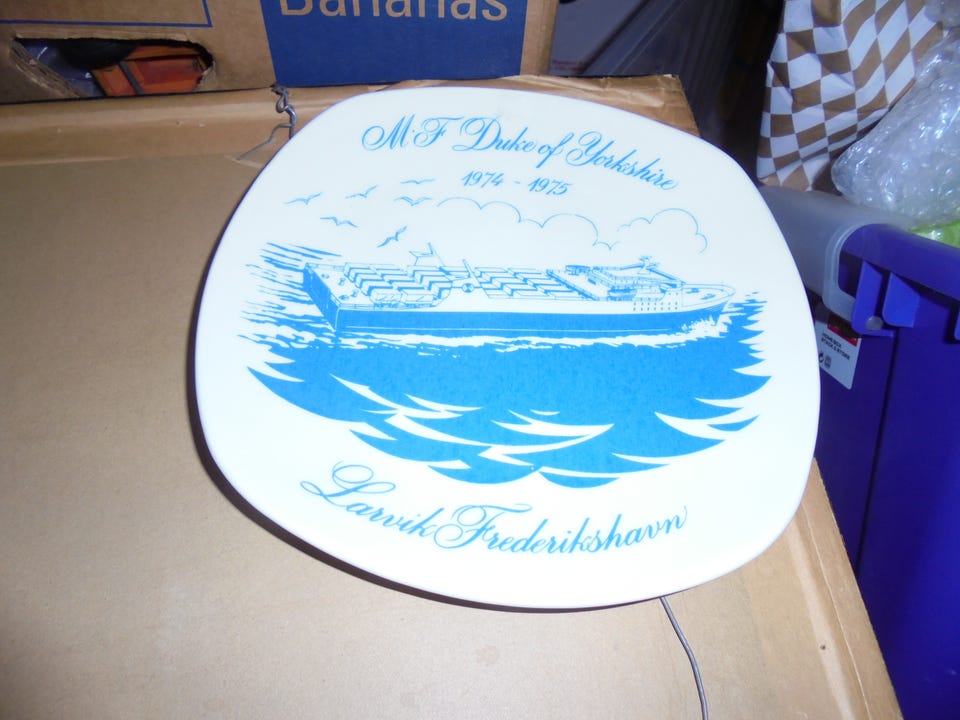 Bananas
M·F Duke of Yorkshire
1974 - 1975
Larvik Frederikshavn